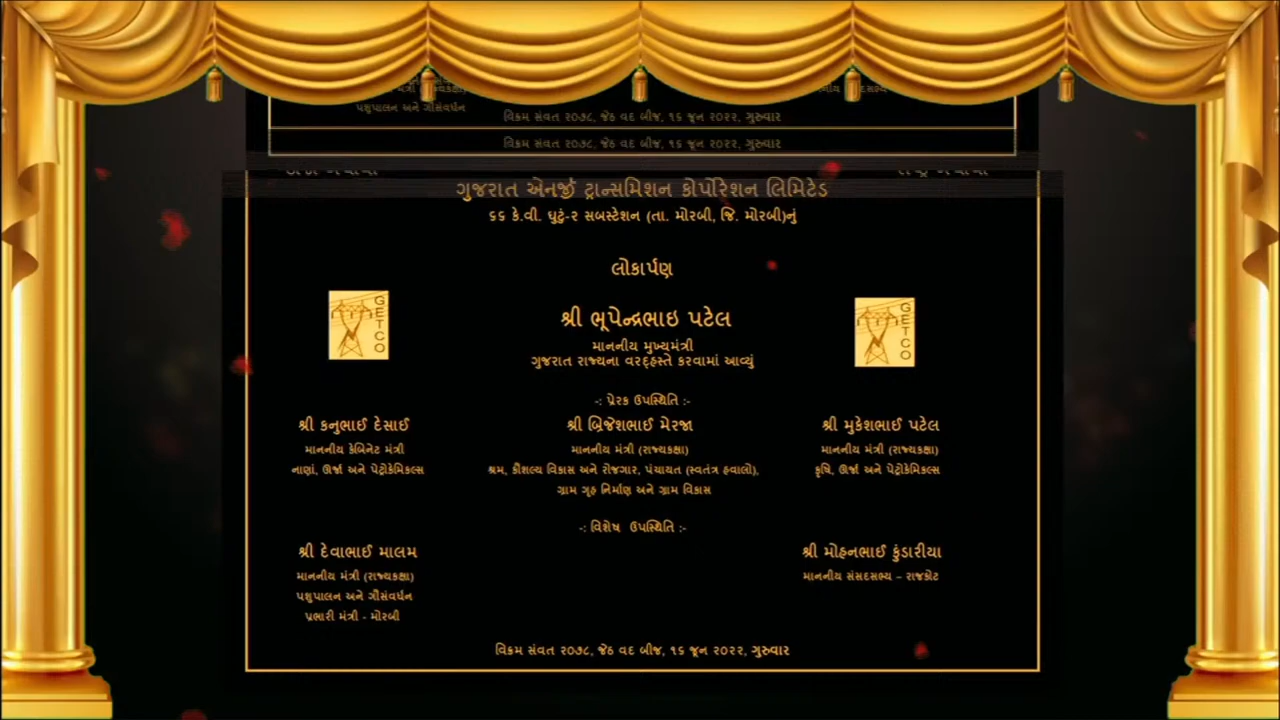 પશુપાલન અને ગૌસંવર્ધન
વિક્રમ સંવત ૨૦૭૮, જેઠ વદ બીજ, ૧૬ જૂન ૨૦૨૨, ગુરુવાર
વિક્રમ સંવત ૨૦૭૮, જેઠ વદ બીજ, ૧૬ જૂન ૨૦૨૨, ગુરુવાર
ગુજરાત એનર્જી ટ્રાન્સમિશન કોર્પોરેશન લિમિટેડ
૬૬ કે.વી. ઘુટું-૨ સબસ્ટેશન (તા. મોરબી, જિ. મોરબી)નું
લોકાર્પણ
GETCO
GETCO
શ્રી ભૂપેન્દ્રભાઇ પટેલ
માનનીય મુખ્યમંત્રી
ગુજરાત રાજ્યના વરદ્હસ્તે કરવામાં આવ્યું
-: પ્રેરક ઉપસ્થિતિ :-
શ્રી કનુભાઈ દેસાઈ
માનનીય કેબિનેટ મંત્રી
નાણાં, ઊર્જા અને પેટ્રોકેમિકલ્સ
શ્રી બ્રિજેશભાઈ મેરજા
માનનીય મંત્રી (રાજ્યકક્ષા)
શ્રમ, કૌશલ્ય વિકાસ અને રોજગાર, પંચાયત (સ્વતંત્ર હવાલો),
ગ્રામ ગૃહ નિર્માણ અને ગ્રામ વિકાસ
શ્રી મુકેશભાઈ પટેલ
માનનીય મંત્રી (રાજ્યકક્ષા)
કૃષિ, ઊર્જા અને પેટ્રોકેમિકલ્સ
-: વિશેષ ઉપસ્થિતિ :-
શ્રી દેવાભાઈ માલમ
માનનીય મંત્રી (રાજ્યકક્ષા)
પશુપાલન અને ગૌસંવર્ધન
પ્રભારી મંત્રી - મોરબી
શ્રી મોહનભાઈ કુંડારીયા
માનનીય સંસદસભ્ય – રાજકોટ
વિક્રમ સંવત ૨૦૭૮, જેઠ વદ બીજ, ૧૬ જૂન ૨૦૨૨, ગુરુવાર